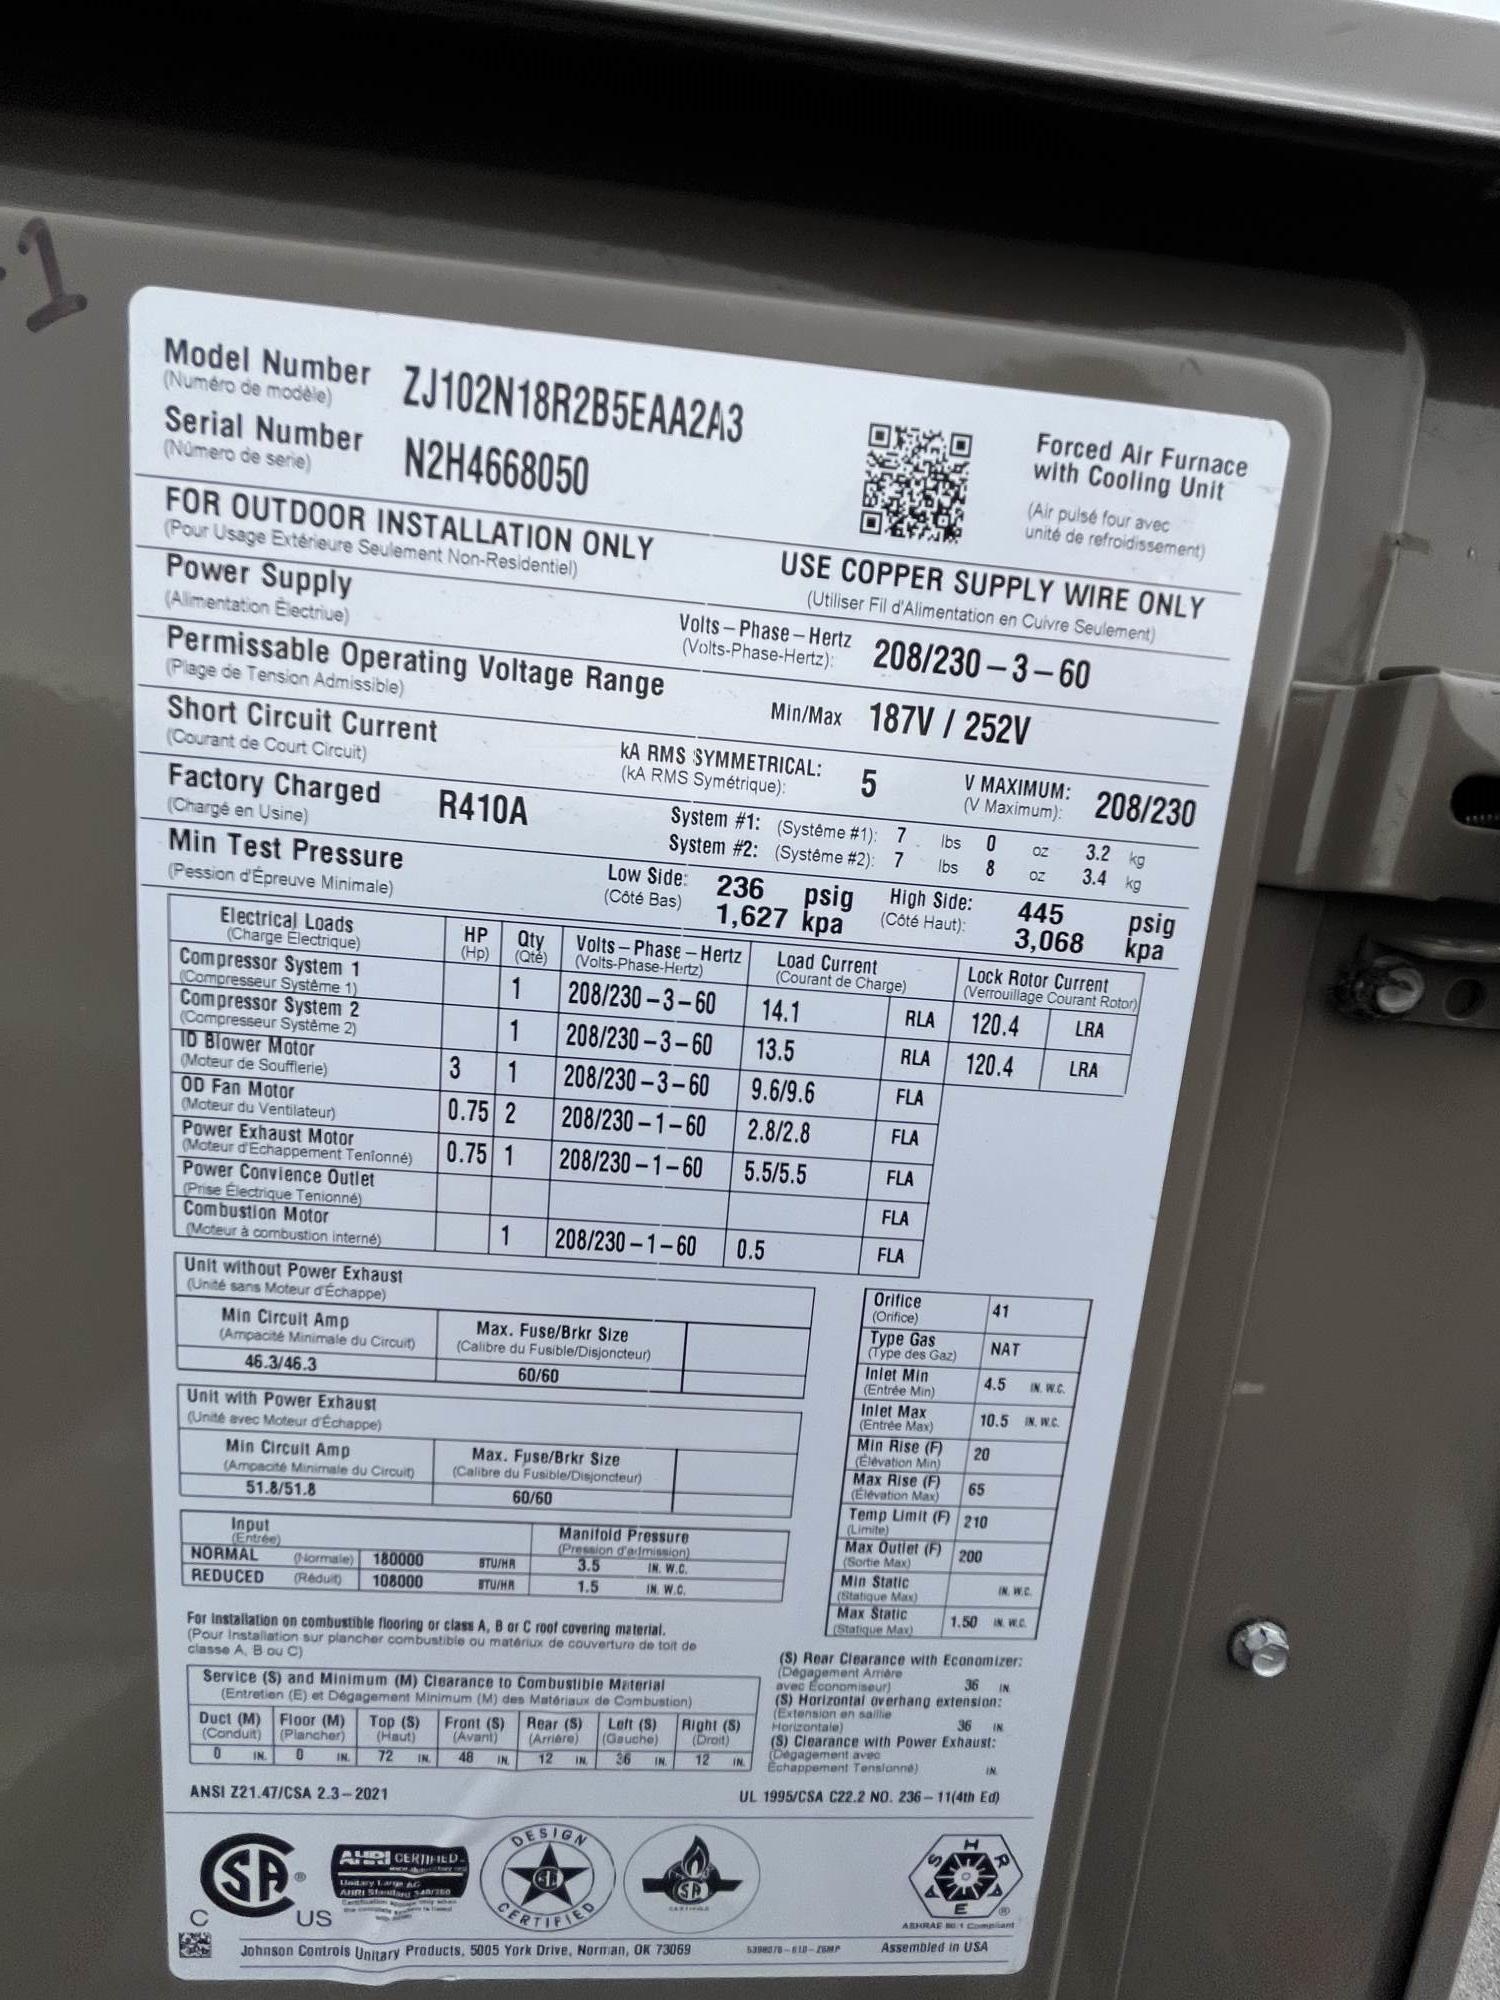 -1
Model Number ZJ102N18R2B5EAA2A3
(Numéro de modèle)
Serial Number N2H4668050
(Número de serie)
Forced Air Furnace
with Cooling Unit
(Air pulsé four avec
unité de refroidissement)
FOR OUTDOOR INSTALLATION ONLY
(Pour Usage Extérieure Seulement Non-Residentiel)
USE COPPER SUPPLY WIRE ONLY
(Utiliser Fil d'Alimentation en Cuivre Seulement)
Power Supply
(Alimentation Électriue)
Volts – Phase – Hertz 208/230 – 3 – 60
(Volts-Phase-Hertz):
Permissable Operating Voltage Range
(Plage de Tension Admissible)
Min/Max 187V / 252V
Short Circuit Current
(Courant de Court Circuit)
kA RMS SYMMETRICAL: 5
(kA RMS Symétrique):
V MAXIMUM: 208/230
(V Maximum):
Factory Charged R410A
(Chargé en Usine)
System #1: (Système #1): 7 lbs 0 oz 3.2 kg
System #2: (Système #2): 7 lbs 8 oz 3.4 kg
Min Test Pressure
(Pession d'Épreuve Minimale)
Low Side: 236 psig
(Côté Bas) 1,627 kpa
High Side: 445 psig
(Côté Haut): 3,068 kpa
Electrical Loads HP Qty Volts – Phase – Hertz Load Current Lock Rotor Current
(Charge Électrique) (Hp) (Qté) (Volts-Phase-Hertz) (Courant de Charge) (Verrouillage Courant Rotor)
Compressor System 1 1 208/230 – 3 – 60 14.1 RLA 120.4 LRA
(Compresseur Système 1)
Compressor System 2 1 208/230 – 3 – 60 13.5 RLA 120.4 LRA
(Compresseur Système 2)
ID Blower Motor 3 1 208/230 – 3 – 60 9.6/9.6 FLA
(Moteur de Soufflerie)
OD Fan Motor 0.75 2 208/230 – 1 – 60 2.8/2.8 FLA
(Moteur du Ventilateur)
Power Exhaust Motor 0.75 1 208/230 – 1 – 60 5.5/5.5 FLA
(Moteur d'Echappement Tenionné)
Power Convience Outlet FLA
(Prise Électrique Tenionné)
Combustion Motor 1 208/230 – 1 – 60 0.5 FLA
(Moteur à combustion interné)
Unit without Power Exhaust
(Unité sans Moteur d'Échappe)
Min Circuit Amp Max. Fuse/Brkr Size
(Ampacité Minimale du Circuit) (Calibre du Fusible/Disjoncteur)
46.3/46.3 60/60
Unit with Power Exhaust
(Unité avec Moteur d'Échappe)
Min Circuit Amp Max. Fuse/Brkr Size
(Ampacité Minimale du Circuit) (Calibre du Fusible/Disjoncteur)
51.8/51.8 60/60
Input Manifold Pressure
(Entrée) (Pression d'admission)
NORMAL (Normale) 180000 BTU/HR 3.5 IN. W.C.
REDUCED (Réduit) 108000 BTU/HR 1.5 IN. W.C.
Orifice 41
(Orifice)
Type Gas NAT
(Type des Gaz)
Inlet Min 4.5 IN. W.C.
(Entrée Min)
Inlet Max 10.5 IN. W.C.
(Entrée Max)
Min Rise (F) 20
(Élévation Min)
Max Rise (F) 65
(Élévation Max)
Temp Limit (F) 210
(Limite)
Max Outlet (F) 200
(Sortie Max)
Min Static IN. W.C.
(Statique Max)
Max Static 1.50 IN. W.C.
(Statique Max)
For Installation on combustible flooring or class A, B or C roof covering material.
(Pour Installation sur plancher combustible ou matériux de couverture de toit de
classe A, B ou C)
Service (S) and Minimum (M) Clearance to Combustible Material
(Entretien (E) et Dégagement Minimum (M) des Matériaux de Combustion)
Duct (M) Floor (M) Top (S) Front (S) Rear (S) Left (S) Right (S)
(Conduit) (Plancher) (Haut) (Avant) (Arrière) (Gauche) (Droit)
0 IN. 0 IN. 72 IN. 48 IN. 12 IN. 36 IN. 12 IN.
(S) Rear Clearance with Economizer:
(Dégagement Arrière
avec Économiseur) 36 IN.
(S) Horizontal overhang extension:
(Extension en saillie
Horizontale) 36 IN.
(S) Clearance with Power Exhaust:
(Dégagement avec
Échappement Tensionné) IN.
ANSI Z21.47/CSA 2.3 – 2021
UL 1995/CSA C22.2 NO. 236 – 11(4th Ed)
SA ®
C US
AHRI CERTIFIED
Unitary Large AC
AHRI Standard 340/360
DESIGN
CERTIFIED
SA
ASHRAE
®
ASHRAE 90.1 Compliant
Johnson Controls Unitary Products, 5005 York Drive, Norman, OK 73069
Assembled in USA